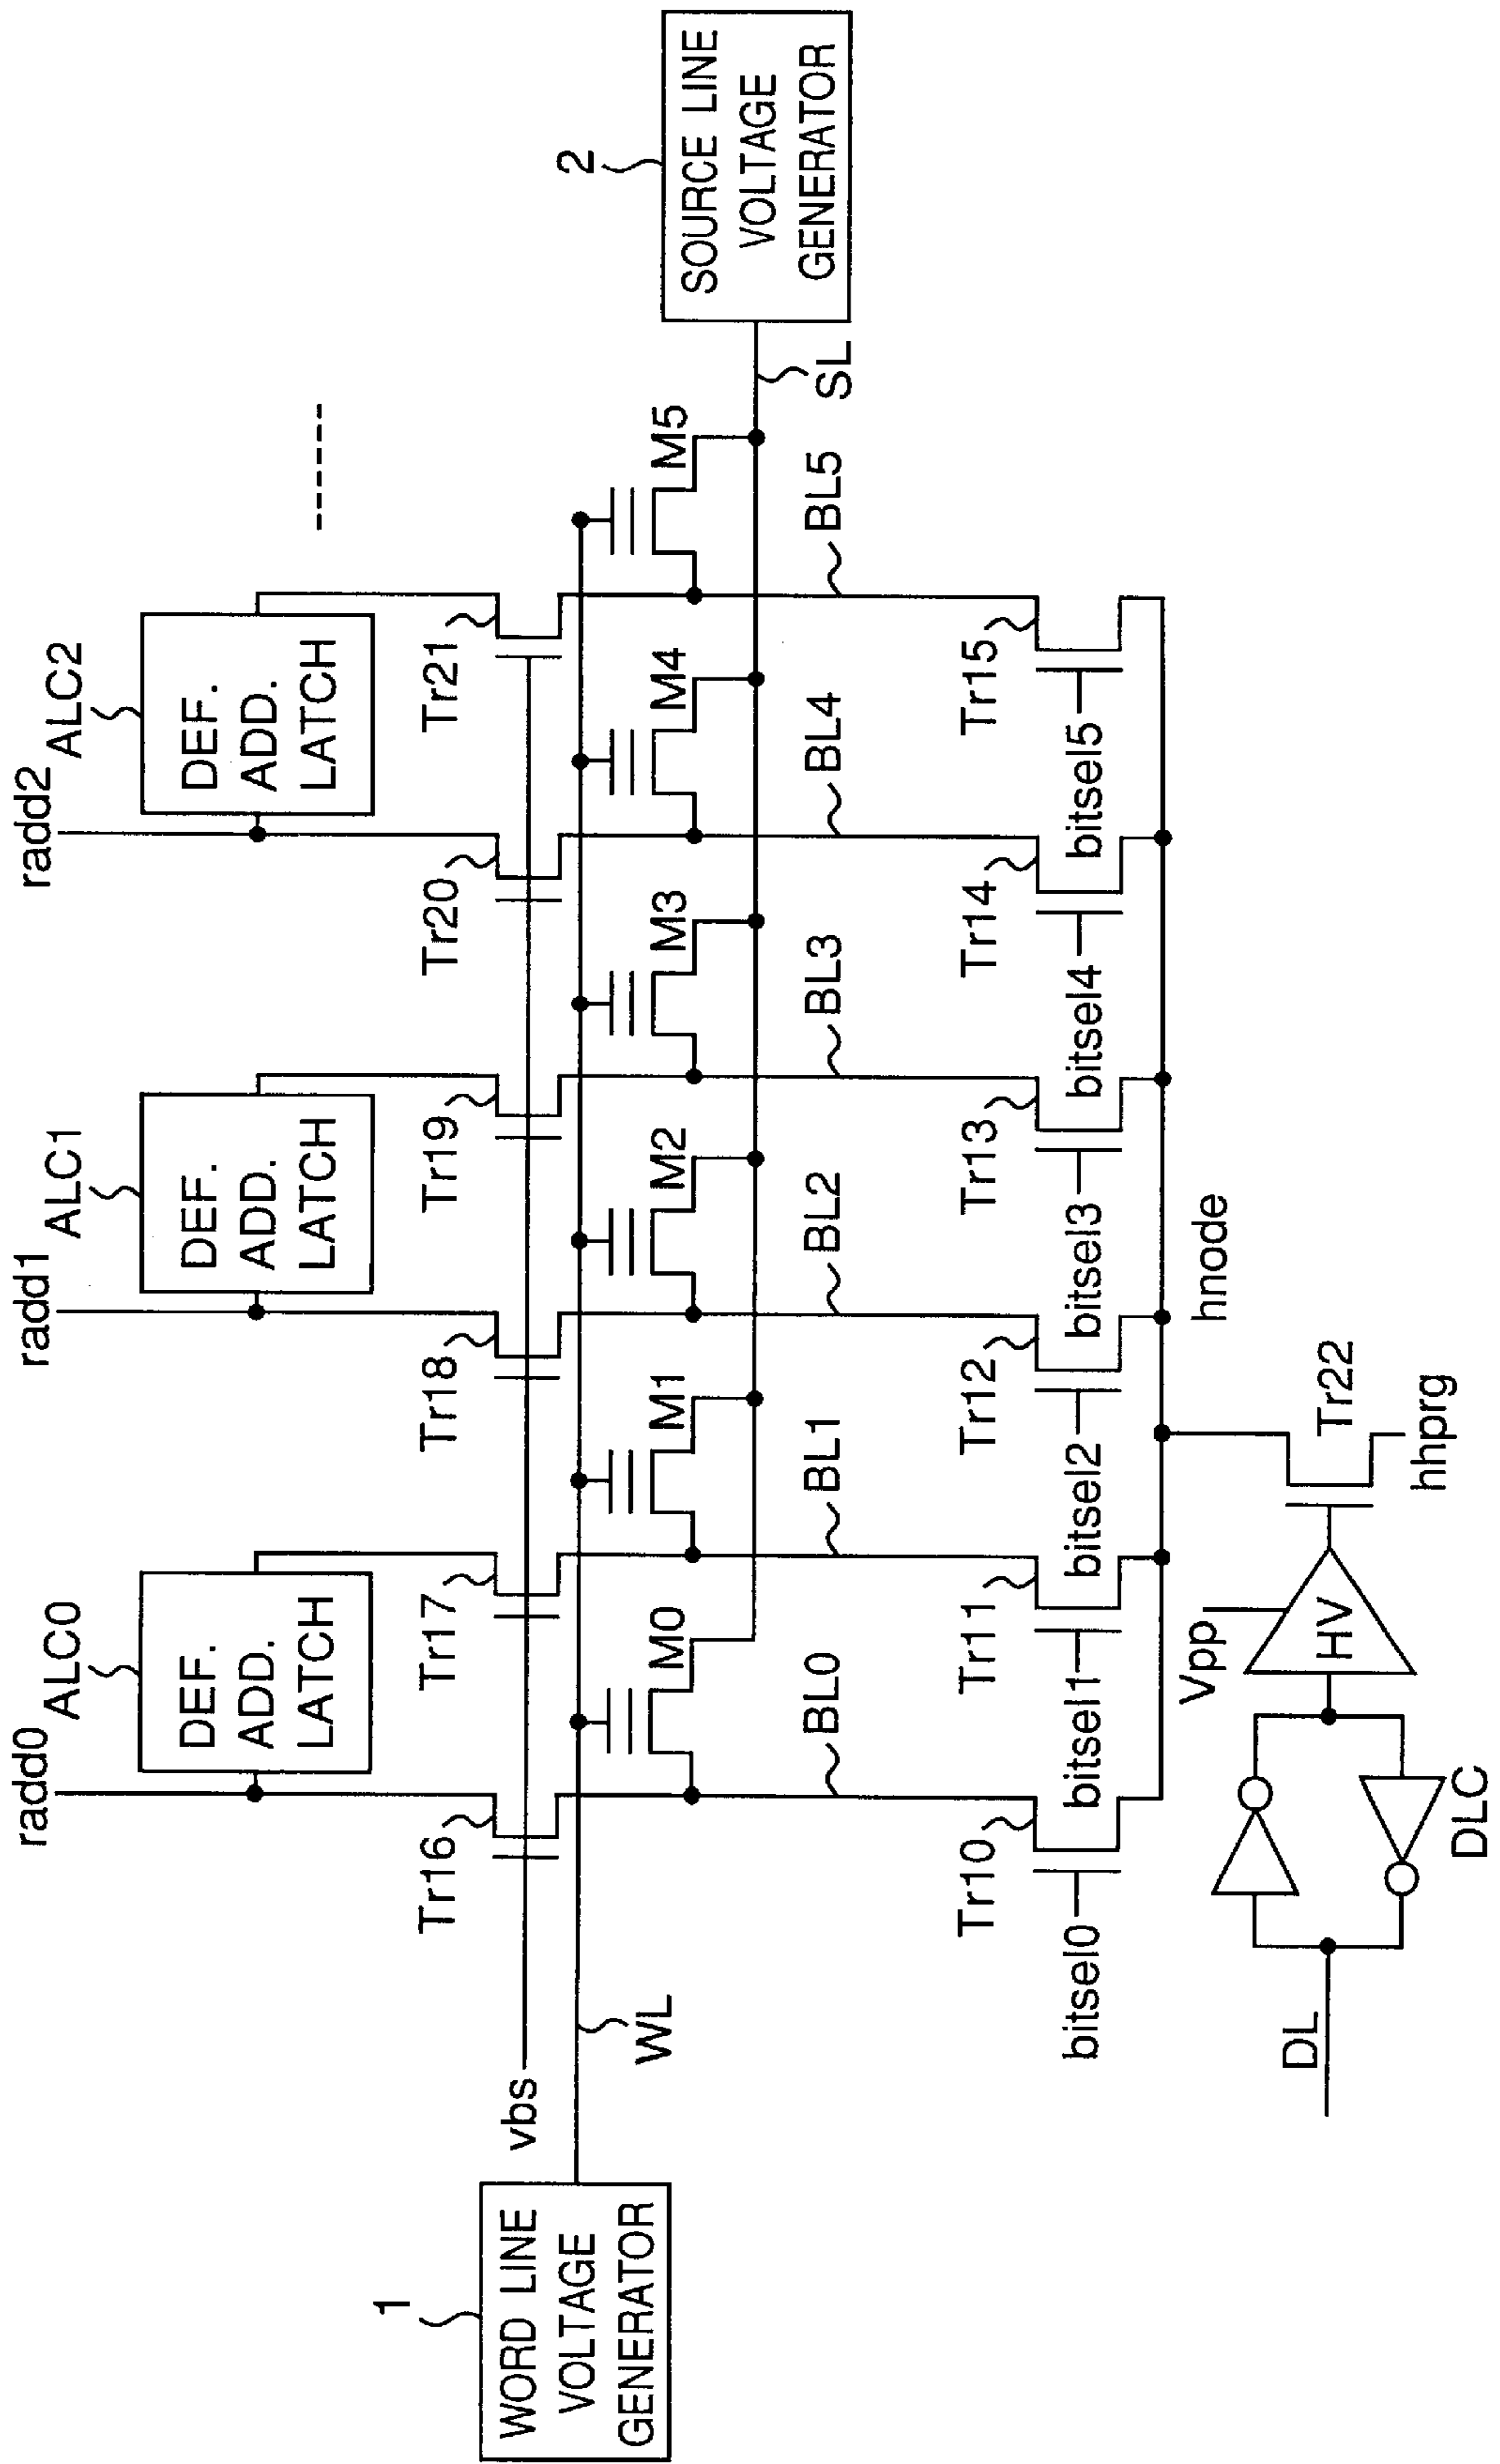 radd0
ALC0
radd1
ALC1
radd2
ALC2
DEF.
ADD.
LATCH
DEF.
ADD.
LATCH
DEF.
ADD.
LATCH
-----
Tr16
Tr17
Tr18
Tr19
Tr20
Tr21
vbs
1
WORD LINE
VOLTAGE
GENERATOR
WL
M0
M1
M2
M3
M4
M5
2
SOURCE LINE
VOLTAGE
GENERATOR
SL
BL0
BL1
BL2
BL3
BL4
BL5
Tr10
Tr11
Tr12
Tr13
Tr14
Tr15
bitsel0
bitsel1
bitsel2
bitsel3
bitsel4
bitsel5
hnode
Vpp
HV
Tr22
hhprg
DL
DLC